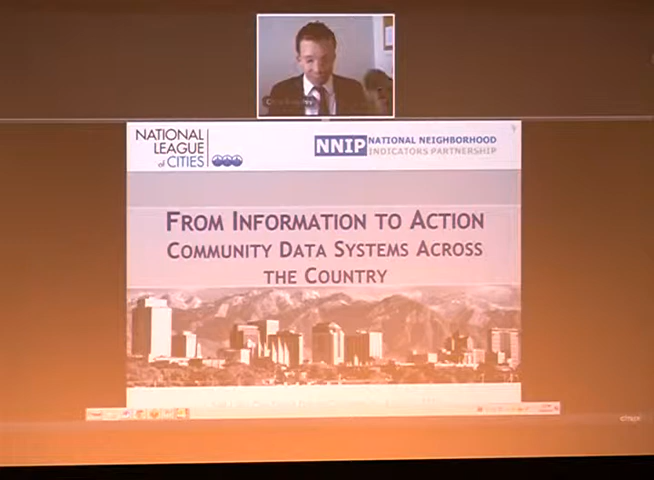 NATIONAL
LEAGUE
of CITIES
NNIP NATIONAL NEIGHBORHOOD
INDICATORS PARTNERSHIP
FROM INFORMATION TO ACTION
COMMUNITY DATA SYSTEMS ACROSS
THE COUNTRY
CITRIX